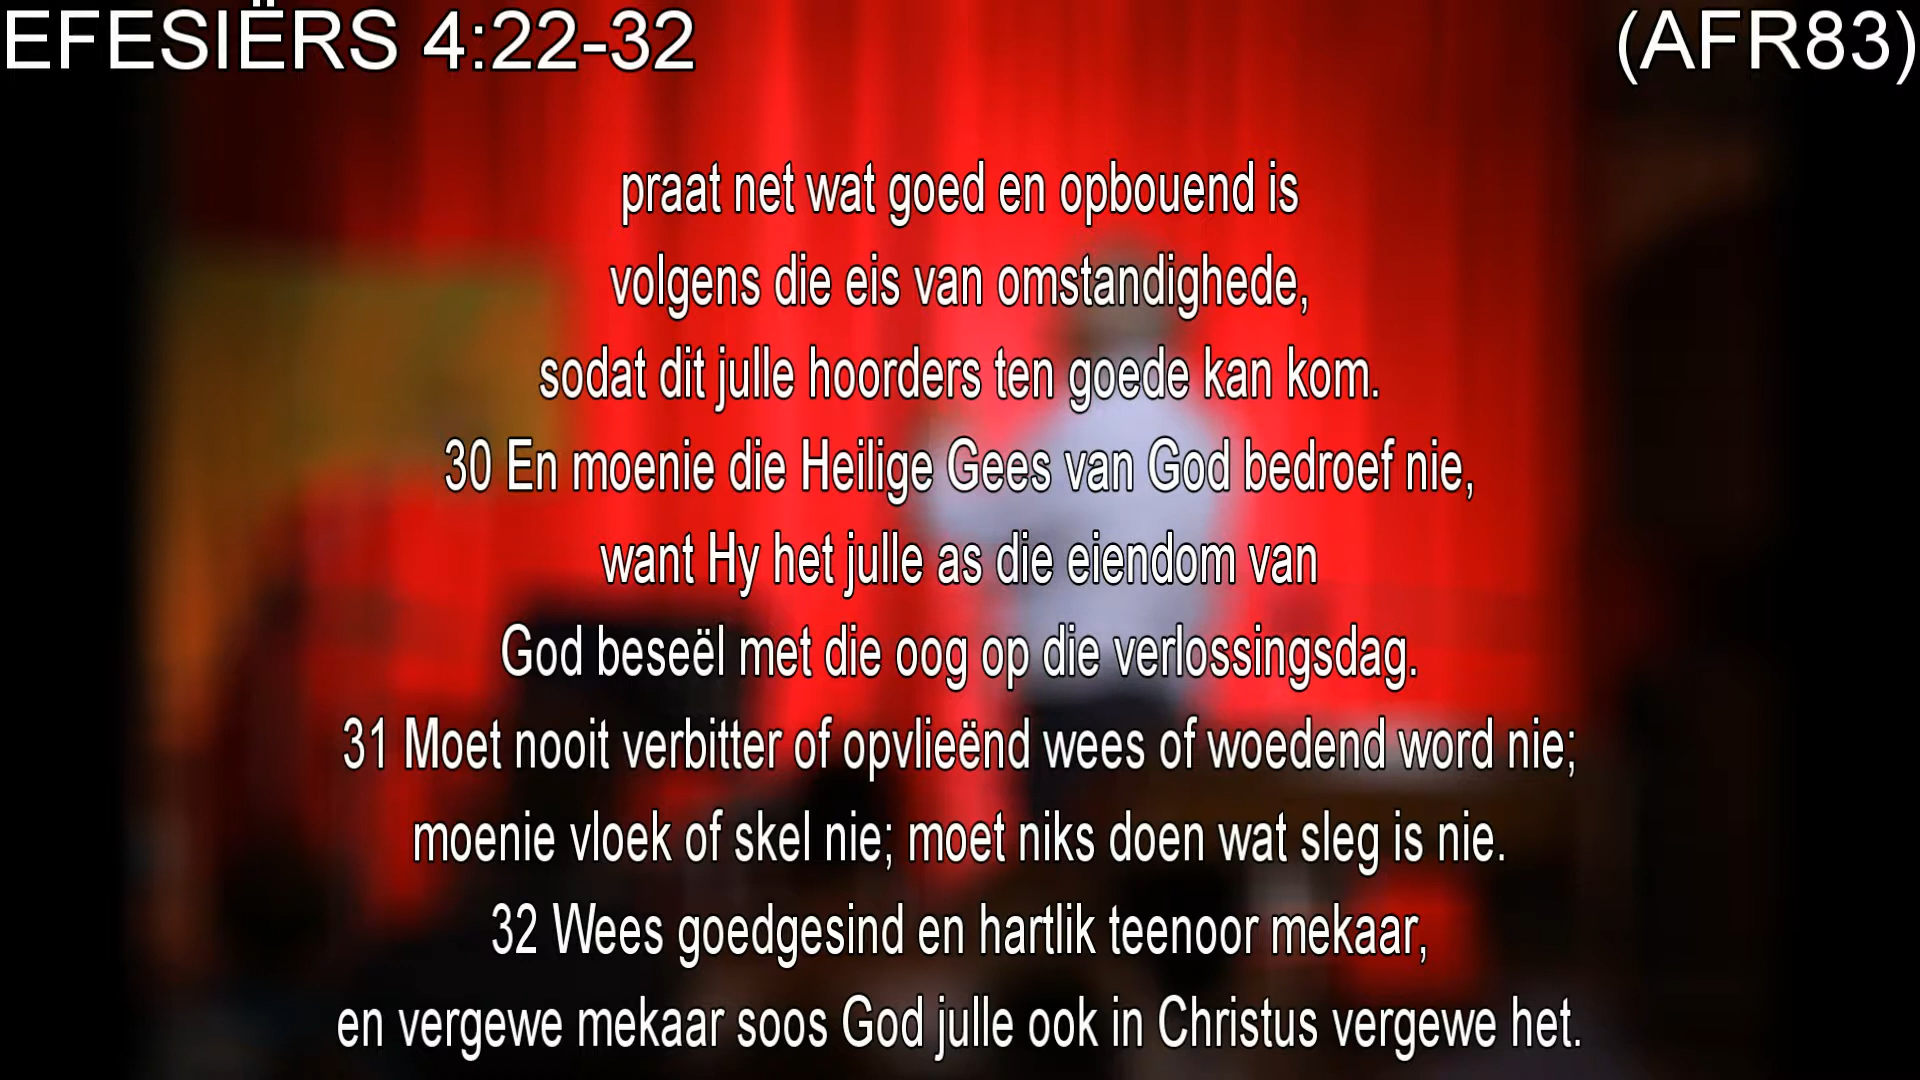 EFESIËRS 4:22-32
(AFR83)
praat net wat goed en opbouend is
volgens die eis van omstandighede,
sodat dit julle hoorders ten goede kan kom.
30 En moenie die Heilige Gees van God bedroef nie,
want Hy het julle as die eiendom van
God beseël met die oog op die verlossingsdag.
31 Moet nooit verbitter of opvlieënd wees of woedend word nie;
moenie vloek of skel nie; moet niks doen wat sleg is nie.
32 Wees goedgesind en hartlik teenoor mekaar,
en vergewe mekaar soos God julle ook in Christus vergewe het.